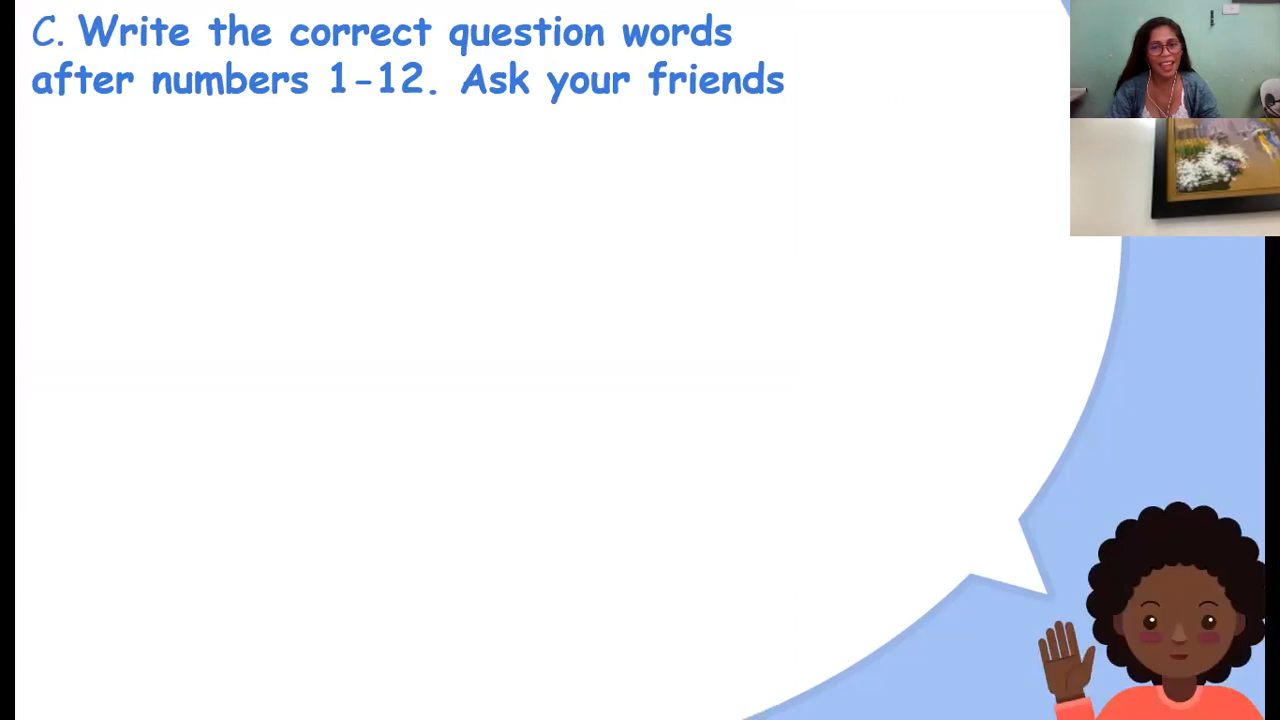 C. Write the correct question words
after numbers 1-12. Ask your friends